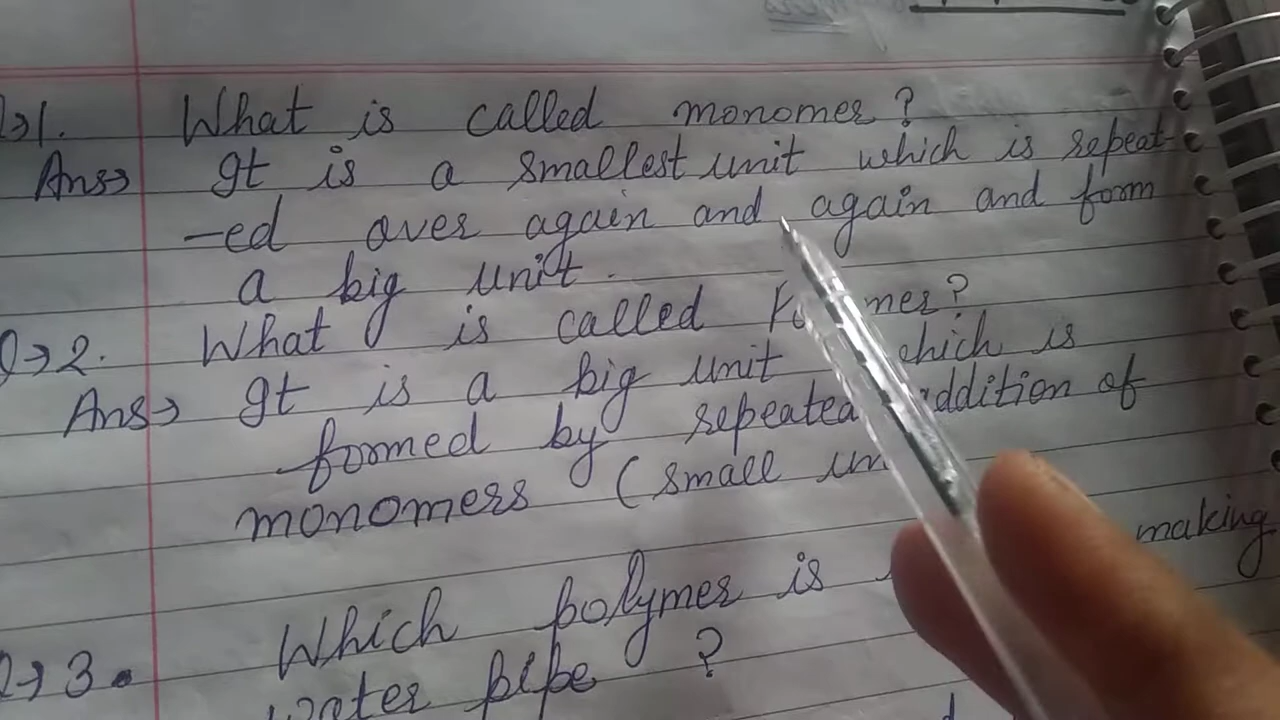 1. What is called monomer?
Ans→ It is a smallest unit which is repeat-
-ed over again and again and form
a big unit.
Q→2. What is called
Ans→ It is a big unit which is
formed by repeated addition of
monomers (small
making
Q→3. Which polymer is
water pipe ?